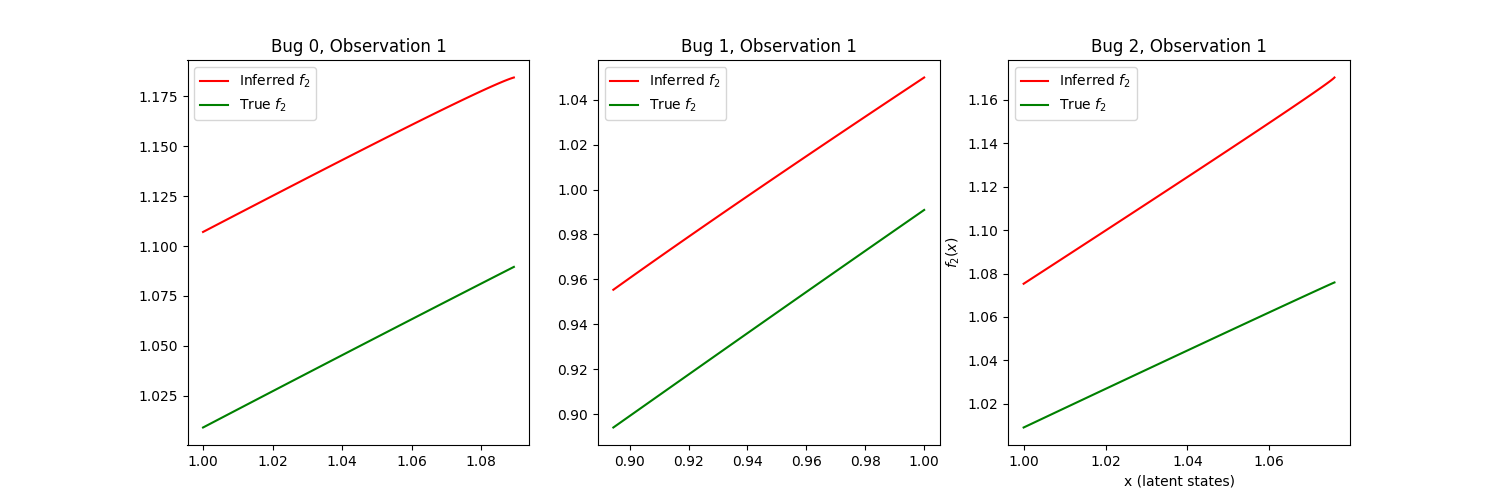 Bug 0, Observation 1
Inferred f₂
True f₂
1.175
1.150
1.125
1.100
1.075
1.050
1.025
1.00 1.02 1.04 1.06 1.08
Bug 1, Observation 1
Inferred f₂
True f₂
1.04
1.02
1.00
0.98
0.96
0.94
0.92
0.90
0.90 0.92 0.94 0.96 0.98 1.00
Bug 2, Observation 1
Inferred f₂
True f₂
f₂(x)
1.16
1.14
1.12
1.10
1.08
1.06
1.04
1.02
1.00 1.02 1.04 1.06
x (latent states)